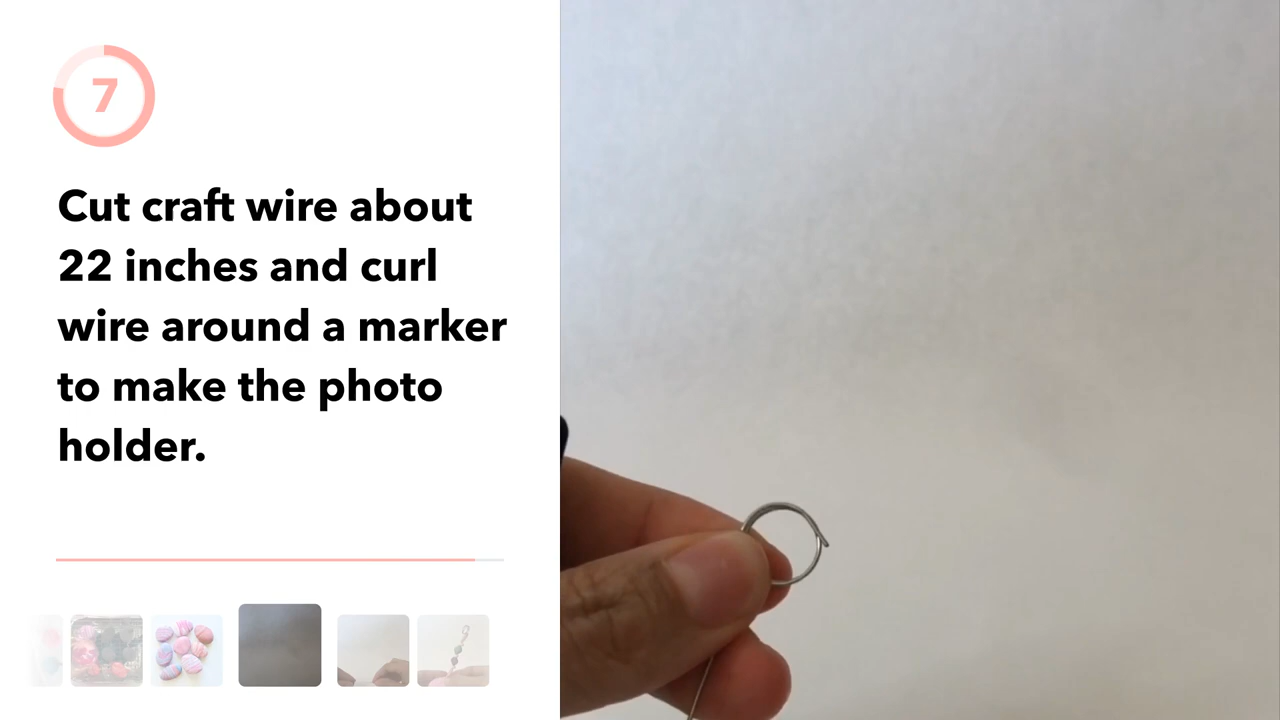 7
Cut craft wire about
22 inches and curl
wire around a marker
to make the photo
holder.